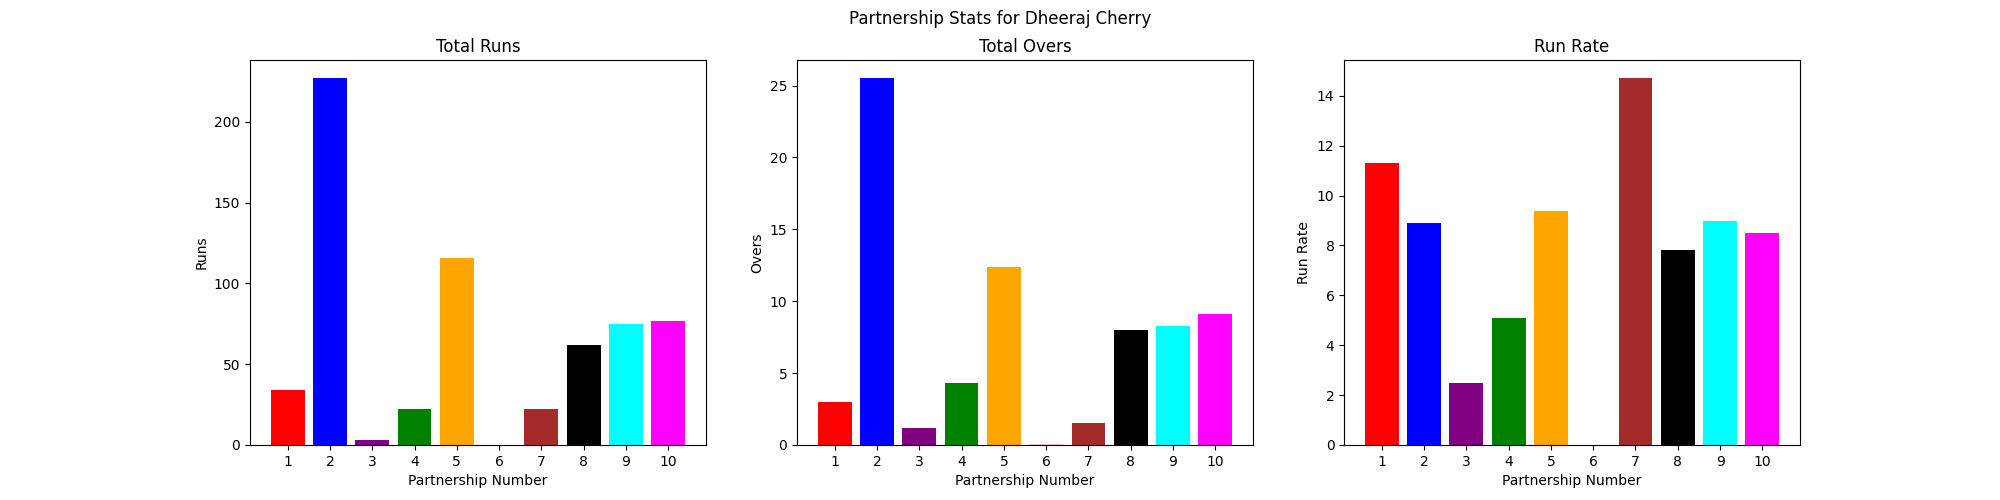 Partnership Stats for Dheeraj Cherry
Total Runs
Runs
200
150
100
50
0
1 2 3 4 5 6 7 8 9 10
Partnership Number
Total Overs
Overs
25
20
15
10
5
0
1 2 3 4 5 6 7 8 9 10
Partnership Number
Run Rate
Run Rate
14
12
10
8
6
4
2
0
1 2 3 4 5 6 7 8 9 10
Partnership Number